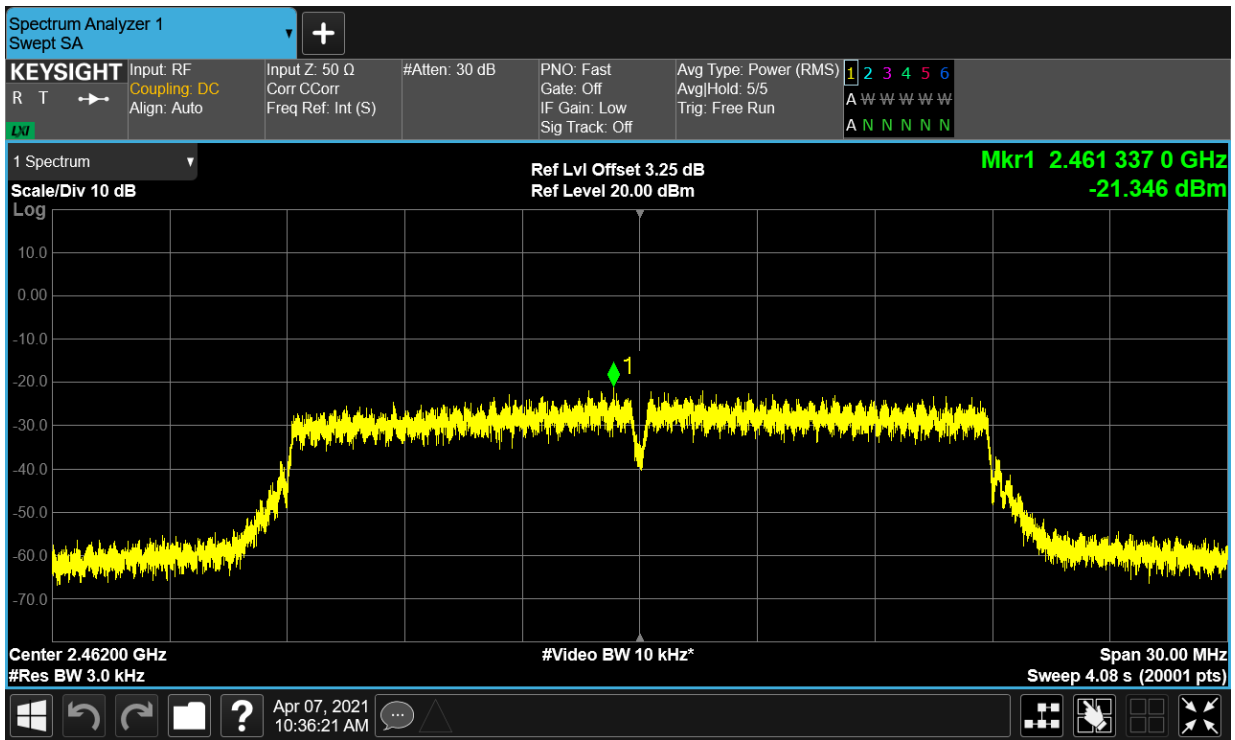 Spectrum Analyzer 1
Swept SA
KEYSIGHT
R T
LXI
Input: RF
Coupling: DC
Align: Auto
Input Z: 50 Ω
Corr CCorr
Freq Ref: Int (S)
#Atten: 30 dB
PNO: Fast
Gate: Off
IF Gain: Low
Sig Track: Off
Avg Type: Power (RMS)
Avg|Hold: 5/5
Trig: Free Run
1 2 3 4 5 6
A W W W W W
A N N N N N
1 Spectrum
Scale/Div 10 dB
Log
Ref Lvl Offset 3.25 dB
Ref Level 20.00 dBm
Mkr1 2.461 337 0 GHz
-21.346 dBm
10.0
0.00
-10.0
1
-20.0
-30.0
-40.0
-50.0
-60.0
-70.0
Center 2.46200 GHz
#Video BW 10 kHz*
Span 30.00 MHz
#Res BW 3.0 kHz
Sweep 4.08 s (20001 pts)
?
Apr 07, 2021
10:36:21 AM